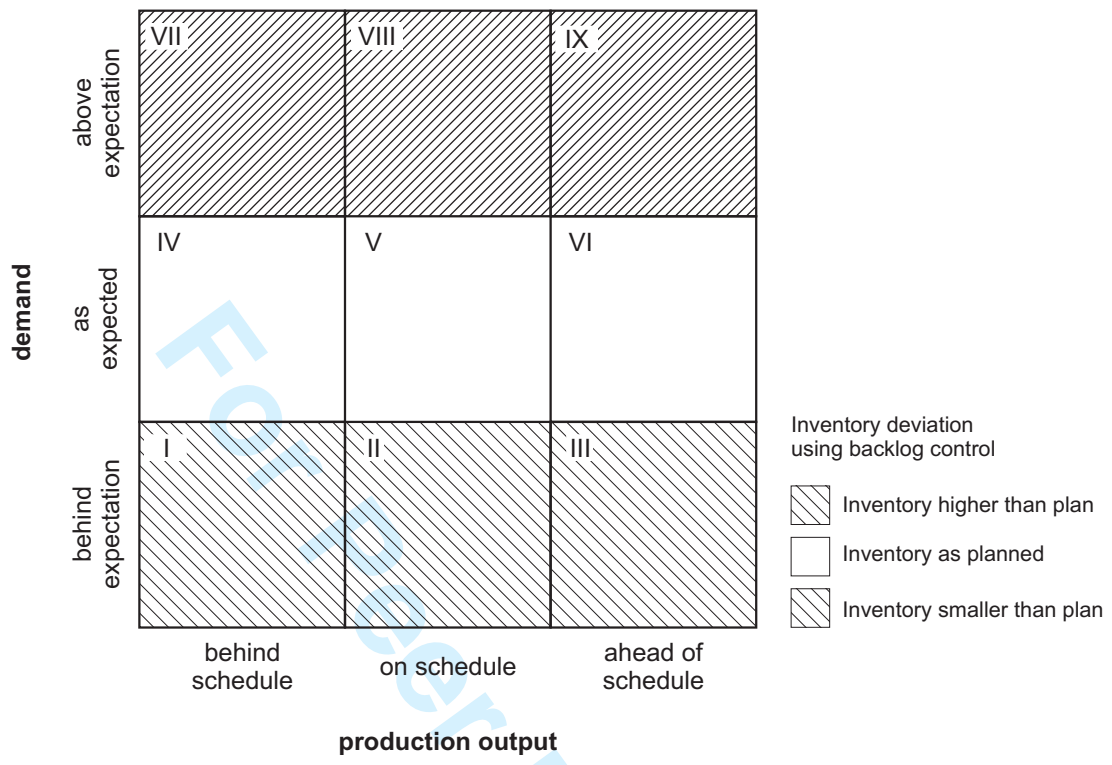 VII VIII IX
above
expectation
IV V VI
demand
as
expected
I II III
behind
expectation
behind
schedule
on schedule
ahead of
schedule
production output
Inventory deviation
using backlog control
Inventory higher than plan
Inventory as planned
Inventory smaller than plan
For Peer